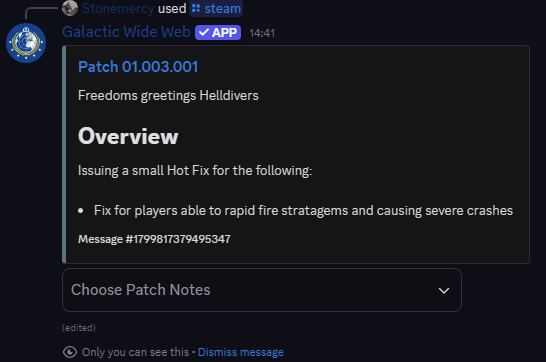 Stonemercy used steam
Galactic Wide Web APP 14:41
Patch 01.003.001
Freedoms greetings Helldivers
Overview
Issuing a small Hot Fix for the following:
• Fix for players able to rapid fire stratagems and causing severe crashes
Message #1799817379495347
Choose Patch Notes
(edited)
Only you can see this • Dismiss message